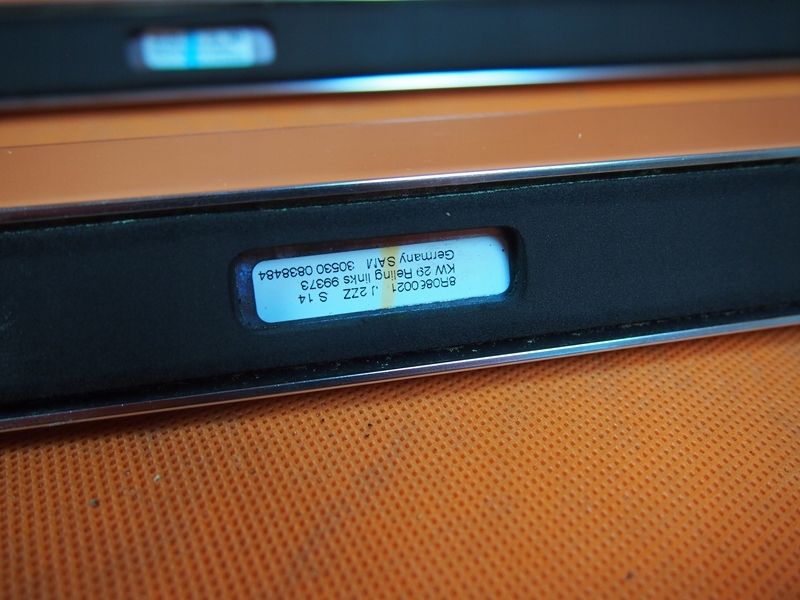 8R0860021 J 2ZZ S 14
KW 29 Reling links 99373
Germany SAM 30530 0838484